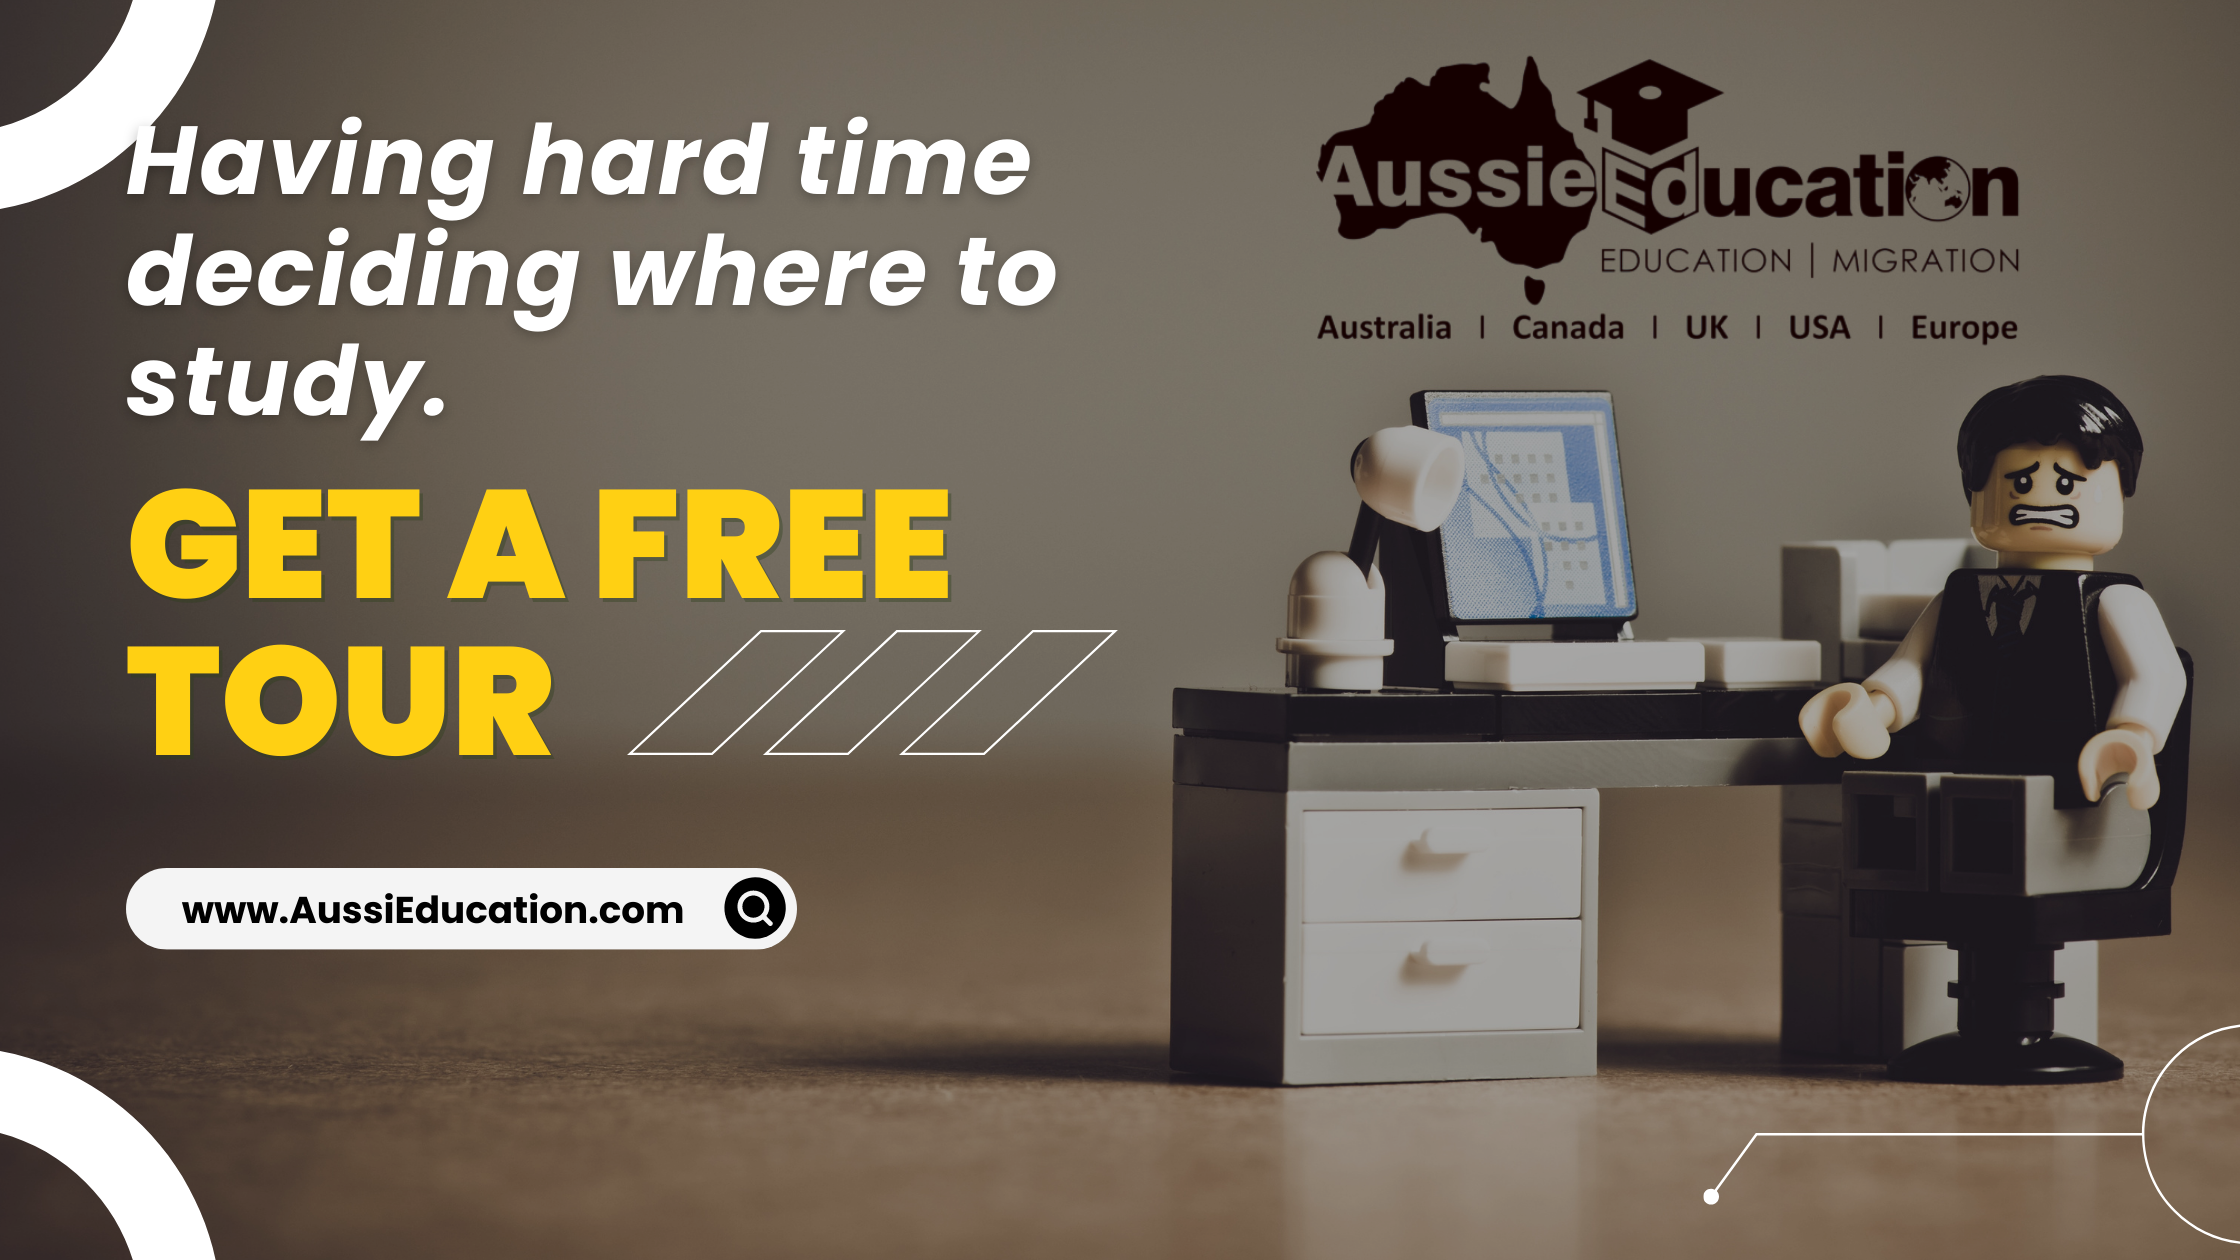 Having hard time
deciding where to
study.
GET A FREE
TOUR
www.AussiEducation.com
AussieEducation
EDUCATION | MIGRATION
Australia | Canada | UK | USA | Europe